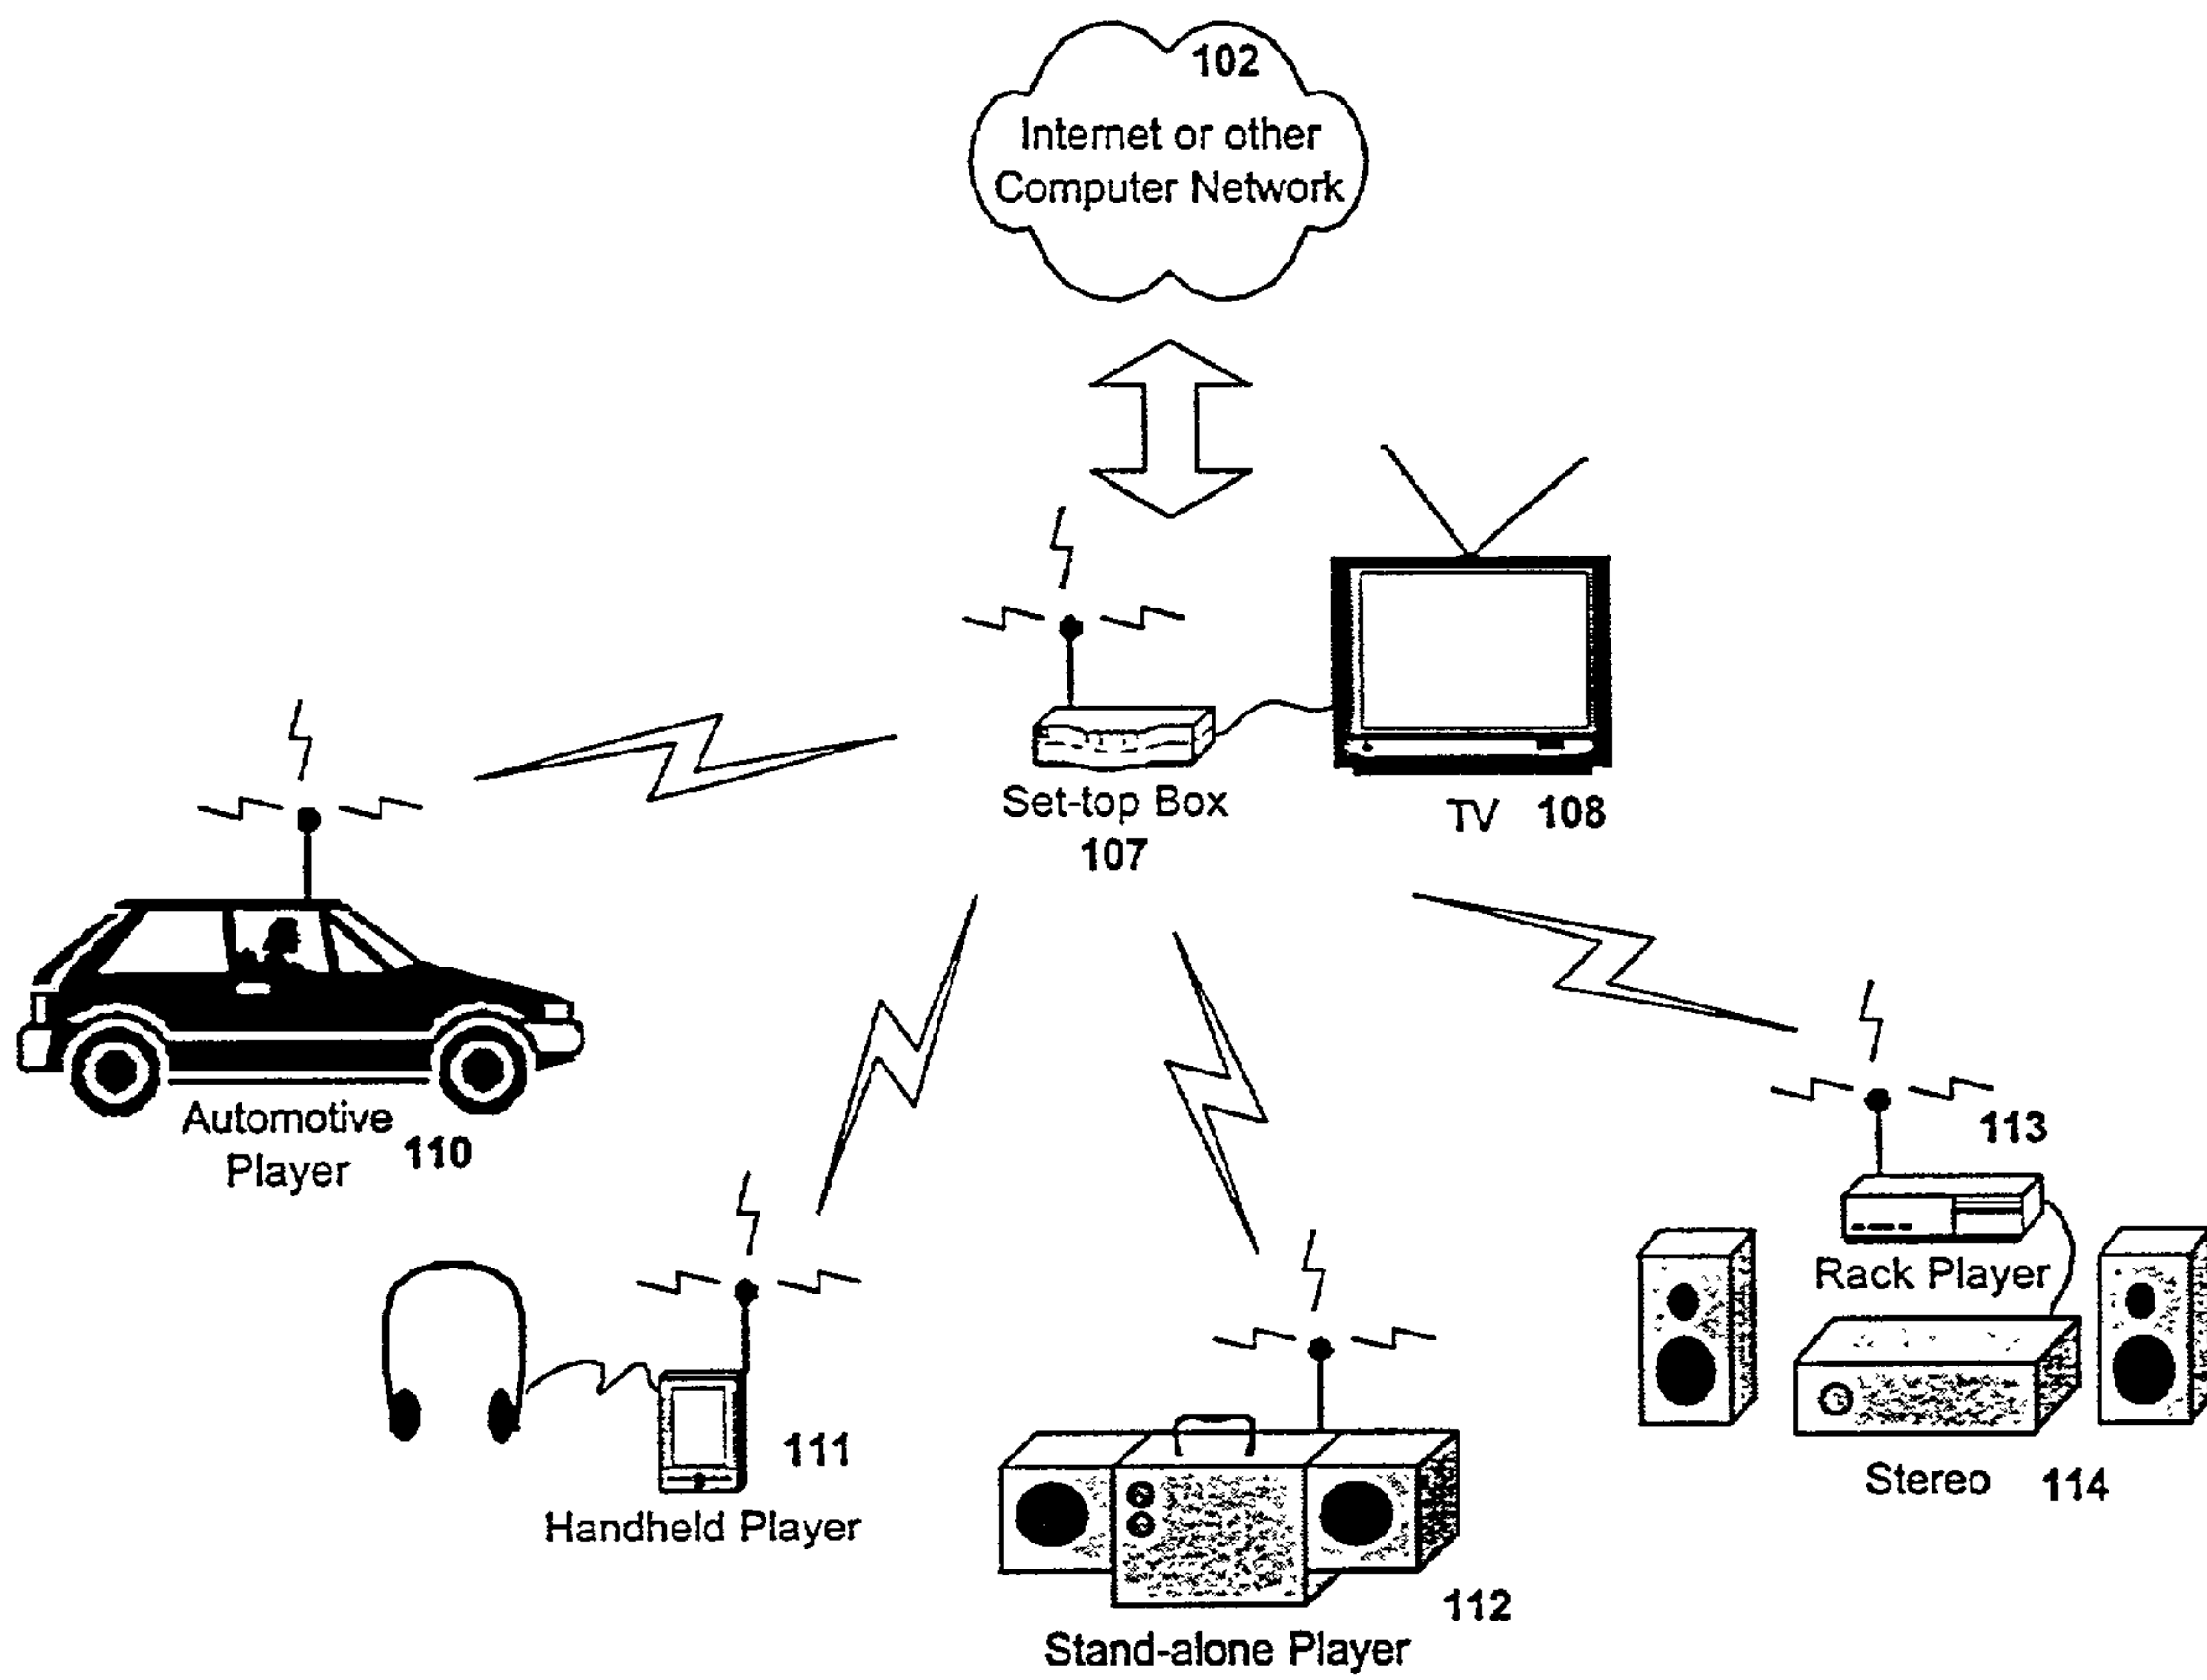 102
Internet or other
Computer Network
Set-top Box
107
TV 108
Automotive
Player
110
113
Rack Player
111
Handheld Player
Stereo 114
112
Stand-alone Player